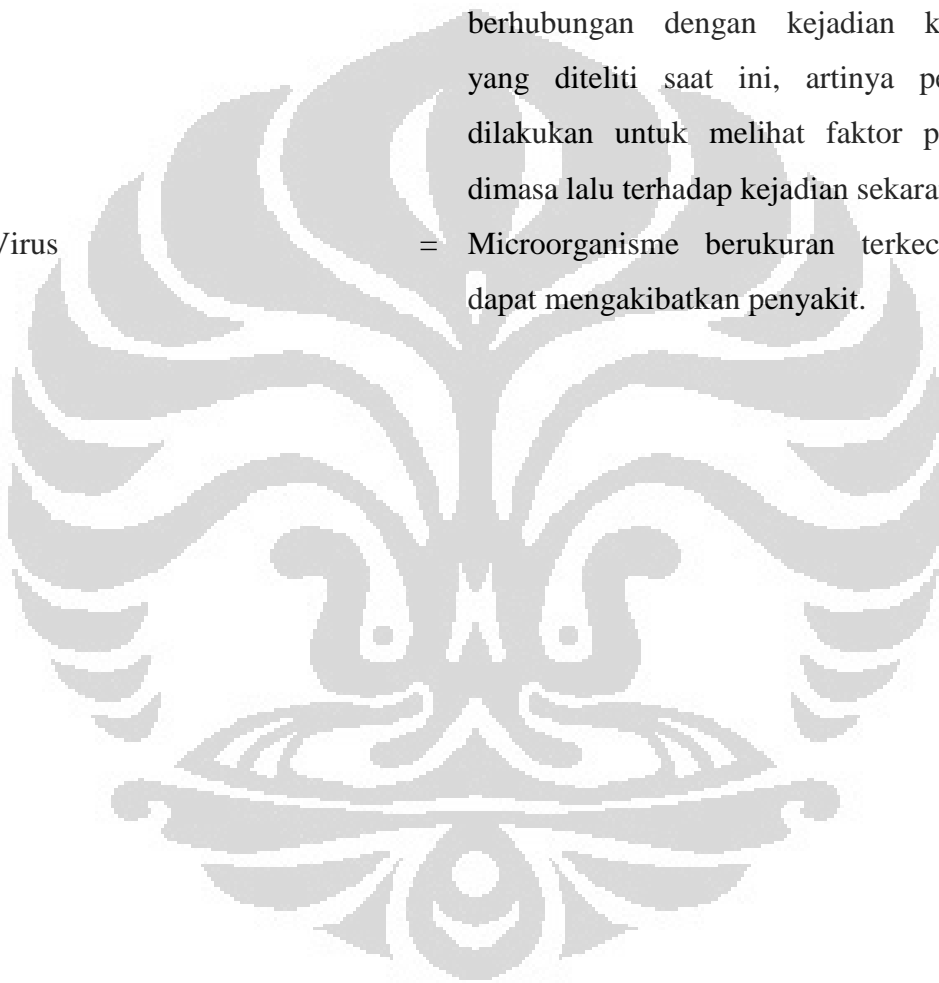 berhubungan dengan kejadian
yang diteliti saat ini, artinya
dilakukan untuk melihat faktor
dimasa lalu terhadap kejadian
Virus = Microorganisme berukuran
dapat mengakibatkan penyakit.